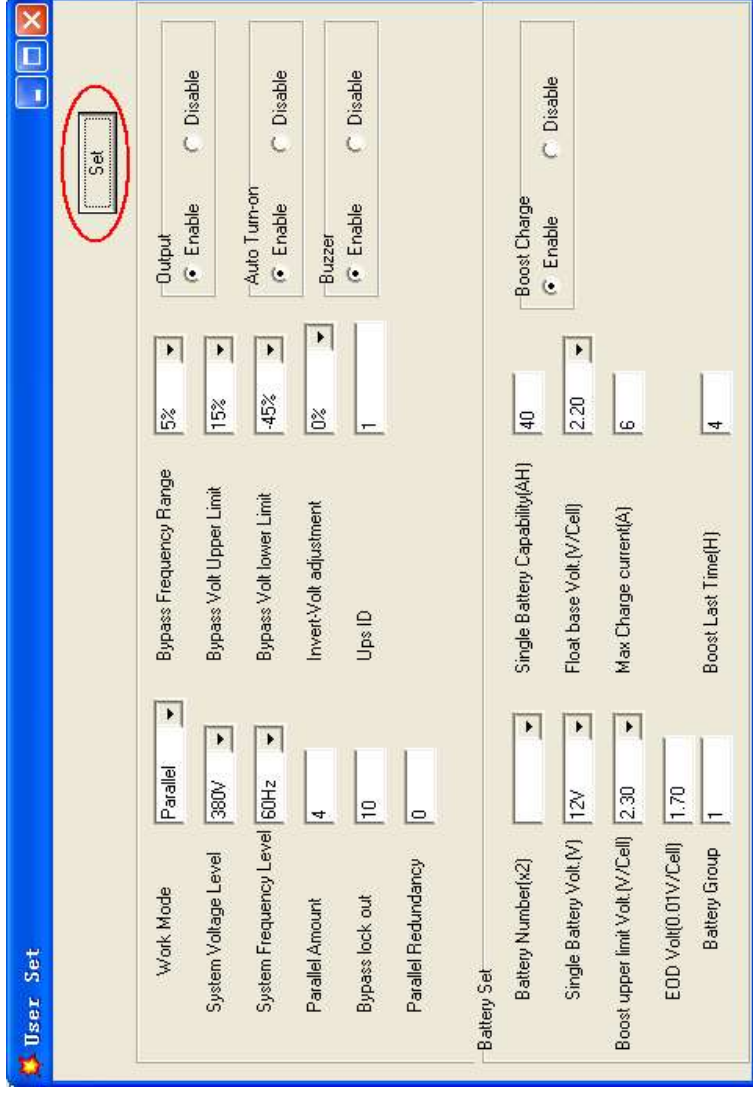 User Set
Set
Work Mode Parallel Bypass Frequency Range 5% Output Enable Disable
System Voltage Level 380V Bypass Volt Upper Limit 15%
System Frequency Level 60Hz Bypass Volt lower Limit -45% Auto Turn-on Enable Disable
Parallel Amount 4 Invert-Volt adjustment 0%
Bypass lock out 10 Ups ID 1 Buzzer Enable Disable
Parallel Redundancy 0
Battery Set
Battery Number(x2) Single Battery Capability(AH) 40 Boost Charge Enable Disable
Single Battery Volt.(V) 12V Float base Volt.(V/Cell) 2.20
Boost upper limit Volt.(V/Cell) 2.30 Max Charge current(A) 6
EOD Volt(0.01V/Cell) 1.70
Battery Group 1 Boost Last Time(H) 4